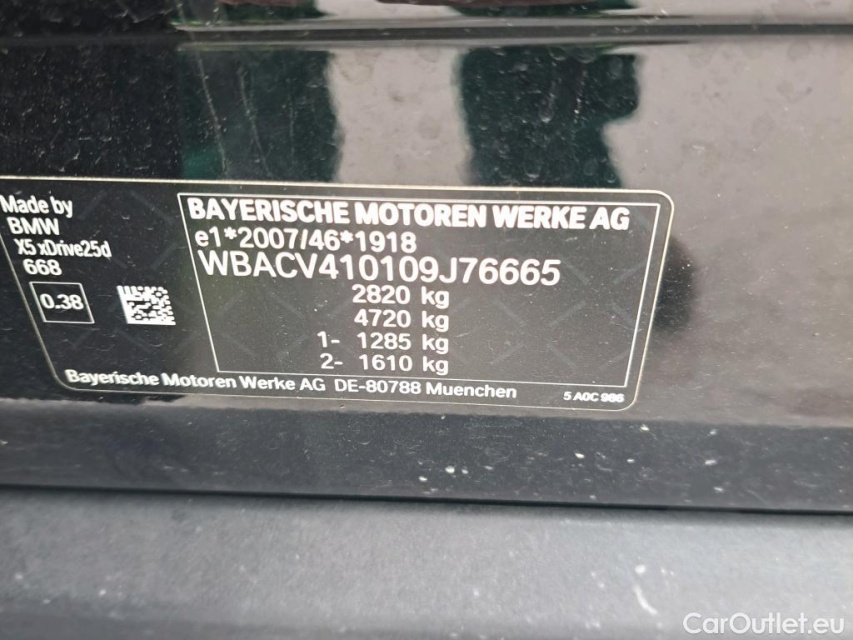 Made by
BMW
X5 xDrive25d
668
0.38
BAYERISCHE MOTOREN WERKE AG
e1*2007/46*1918
WBACV410109J76665
2820 kg
4720 kg
1- 1285 kg
2- 1610 kg
Bayerische Motoren Werke AG DE-80788 Muenchen
5 A0C 986
CarOutlet.eu